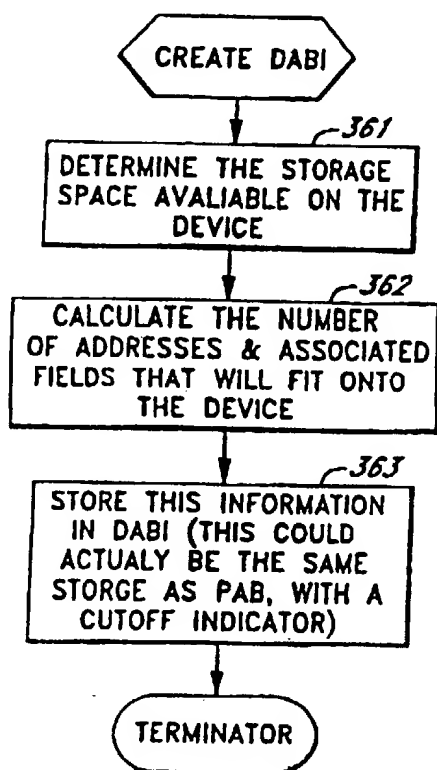 CREATE DABI
361
DETERMINE THE STORAGE
SPACE AVALIABLE ON THE
DEVICE
362
CALCULATE THE NUMBER
OF ADDRESSES & ASSOCIATED
FIELDS THAT WILL FIT ONTO
THE DEVICE
363
STORE THIS INFORMATION
IN DABI (THIS COULD
ACTUALY BE THE SAME
STORGE AS PAB, WITH A
CUTOFF INDICATOR)
TERMINATOR